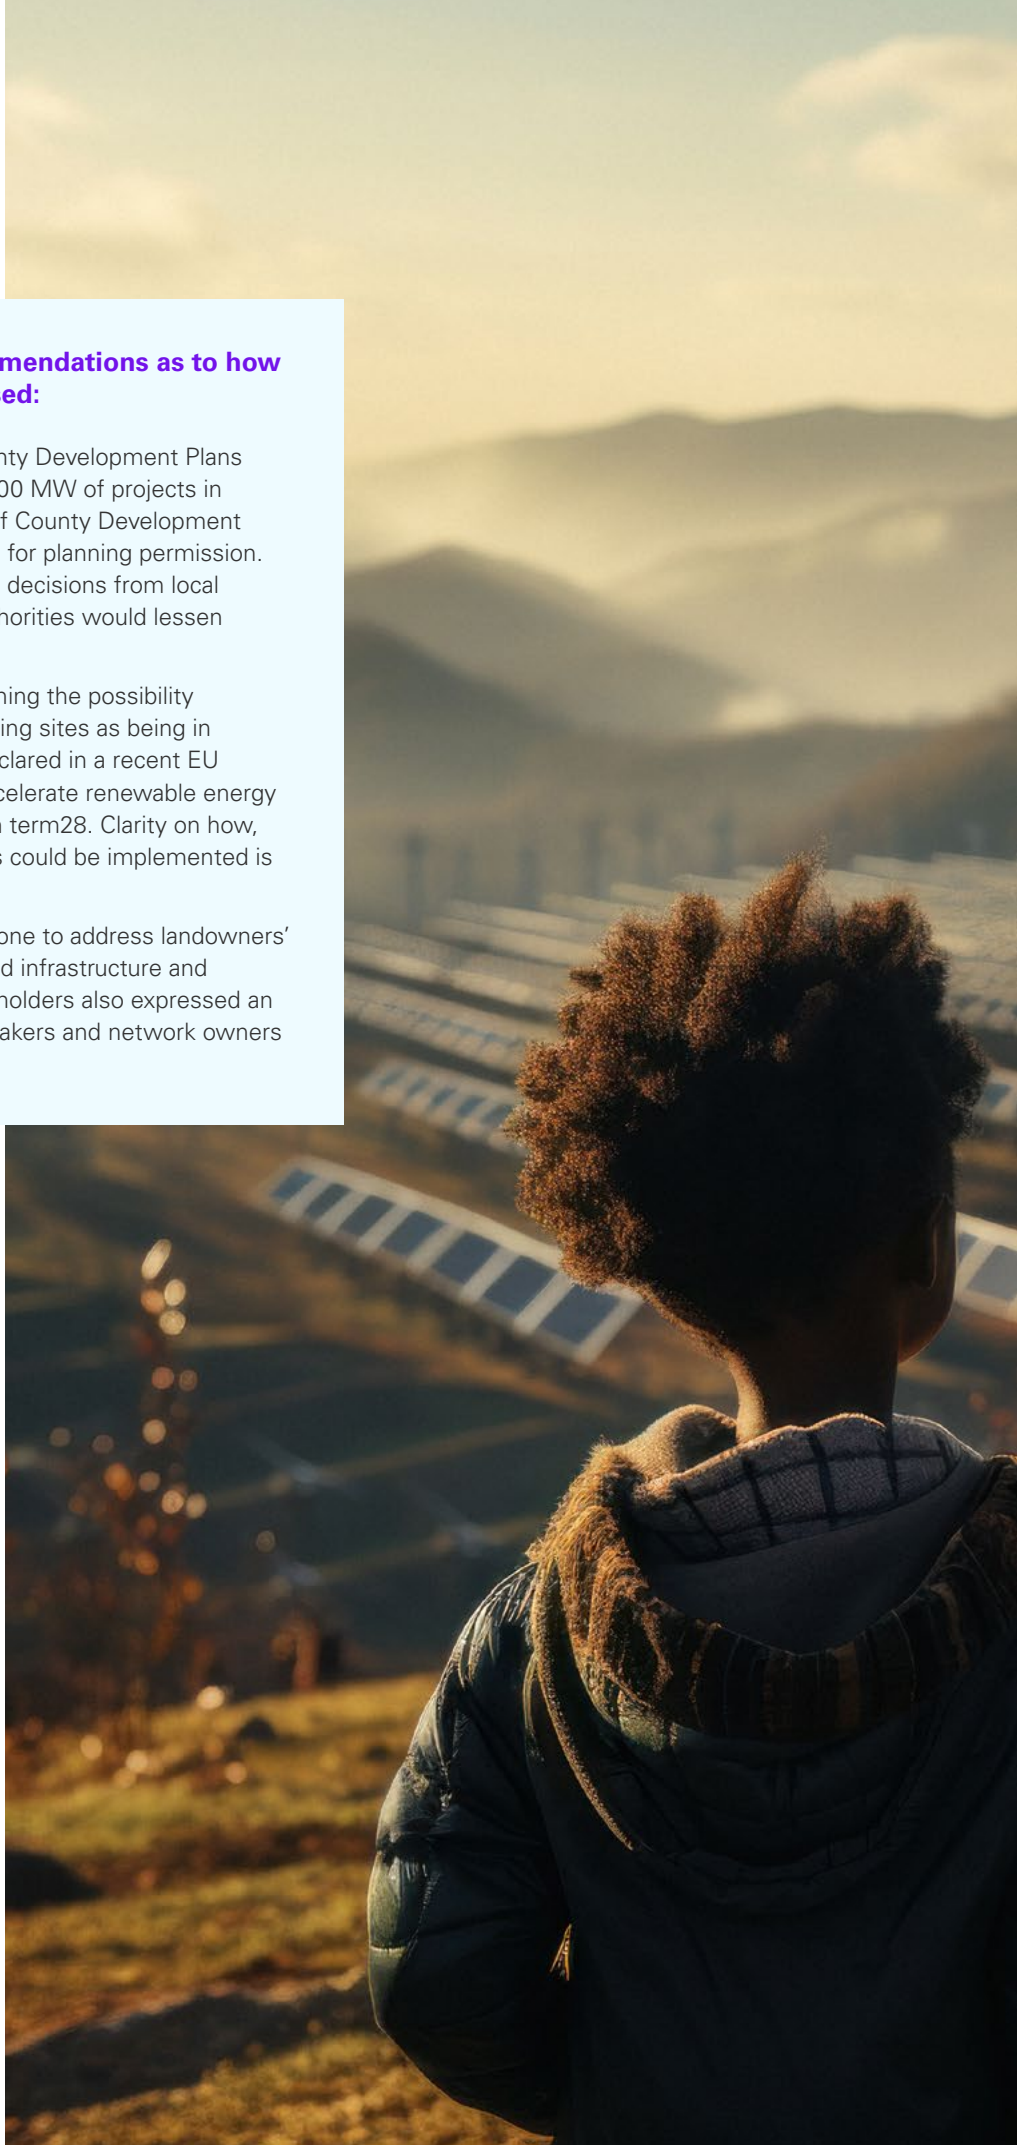 mendations as to how
sed:
nty Development Plans
00 MW of projects in
f County Development
for planning permission.
decisions from local
horities would lessen
ning the possibility
ing sites as being in
clared in a recent EU
celerate renewable energy
term28. Clarity on how,
s could be implemented is
one to address landowners'
d infrastructure and
holders also expressed an
akers and network owners